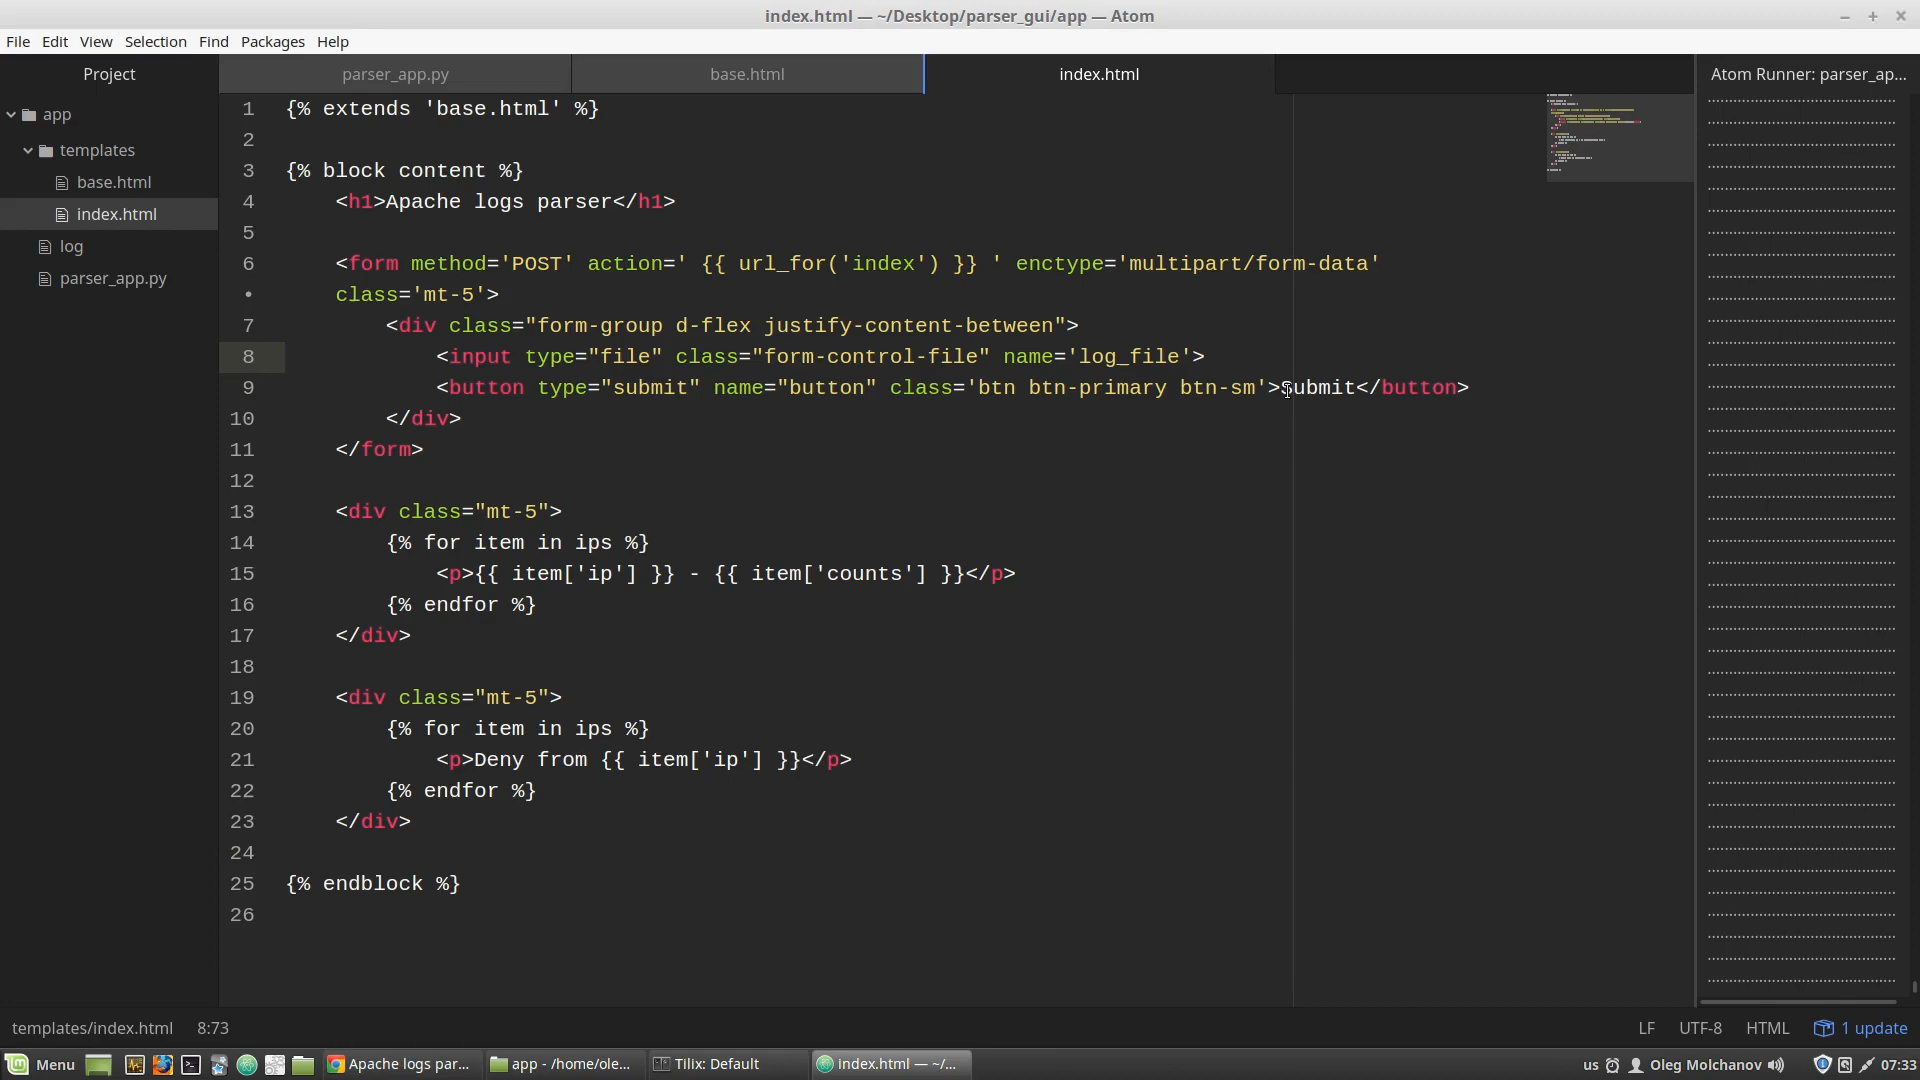 index.html — ~/Desktop/parser_gui/app — Atom
File Edit View Selection Find Packages Help
Project
app
templates
base.html
index.html
log
parser_app.py
parser_app.py base.html index.html
1 {% extends 'base.html' %}
2
3 {% block content %}
4     <h1>Apache logs parser</h1>
5
6     <form method='POST' action=' {{ url_for('index') }} ' enctype='multipart/form-data'
•     class='mt-5'>
7         <div class="form-group d-flex justify-content-between">
8             <input type="file" class="form-control-file" name='log_file'>
9             <button type="submit" name="button" class='btn btn-primary btn-sm'>Submit</button>
10         </div>
11     </form>
12
13     <div class="mt-5">
14         {% for item in ips %}
15             <p>{{ item['ip'] }} - {{ item['counts'] }}</p>
16         {% endfor %}
17     </div>
18
19     <div class="mt-5">
20         {% for item in ips %}
21             <p>Deny from {{ item['ip'] }}</p>
22         {% endfor %}
23     </div>
24
25 {% endblock %}
26
Atom Runner: parser_ap...
templates/index.html 8:73
LF UTF-8 HTML 1 update
Menu Apache logs par... app - /home/ole... Tilix: Default index.html — ~/... us Oleg Molchanov 07:33